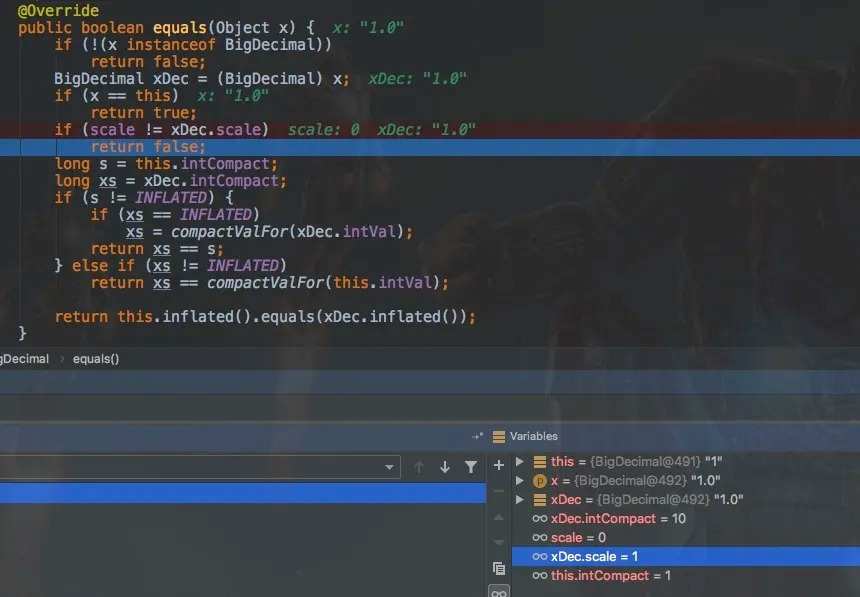 @Override
public boolean equals(Object x) {  x: "1.0"
    if (!(x instanceof BigDecimal))
        return false;
    BigDecimal xDec = (BigDecimal) x;  xDec: "1.0"
    if (x == this)  x: "1.0"
        return true;
    if (scale != xDec.scale)  scale: 0  xDec: "1.0"
        return false;
    long s = this.intCompact;
    long xs = xDec.intCompact;
    if (s != INFLATED) {
        if (xs == INFLATED)
            xs = compactValFor(xDec.intVal);
        return xs == s;
    } else if (xs != INFLATED)
        return xs == compactValFor(this.intVal);
    return this.inflated().equals(xDec.inflated());
}
gDecimal › equals()
Variables
this = {BigDecimal@491} "1"
p x = {BigDecimal@492} "1.0"
xDec = {BigDecimal@492} "1.0"
xDec.intCompact = 10
scale = 0
xDec.scale = 1
this.intCompact = 1